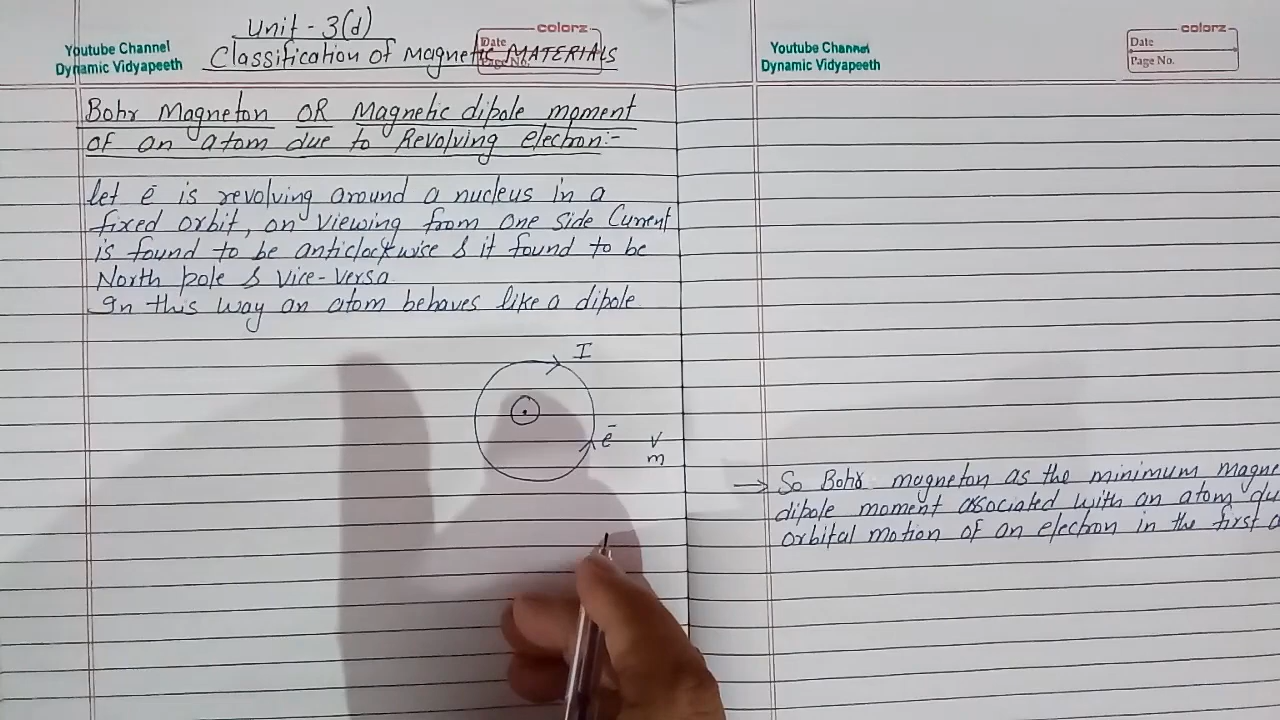 Unit - 3(d)
Classification of Magnetic MATERIALS
Youtube Channel
Dynamic Vidyapeeth
colorz
Date
Page No.
Bohr Magneton OR Magnetic dipole moment
of an atom due to Revolving electron:-
let ē is revolving around a nucleus in a
fixed orbit, on viewing from one side Current
is found to be anticlockwise & it found to be
North pole & Vice-versa
In this way an atom behaves like a dipole
I
ē
v
m
Youtube Channel
Dynamic Vidyapeeth
colorz
Date
Page No.
→ So Bohr magneton as the minimum magne
dipole moment associated with an atom du
orbital motion of an electron in the first